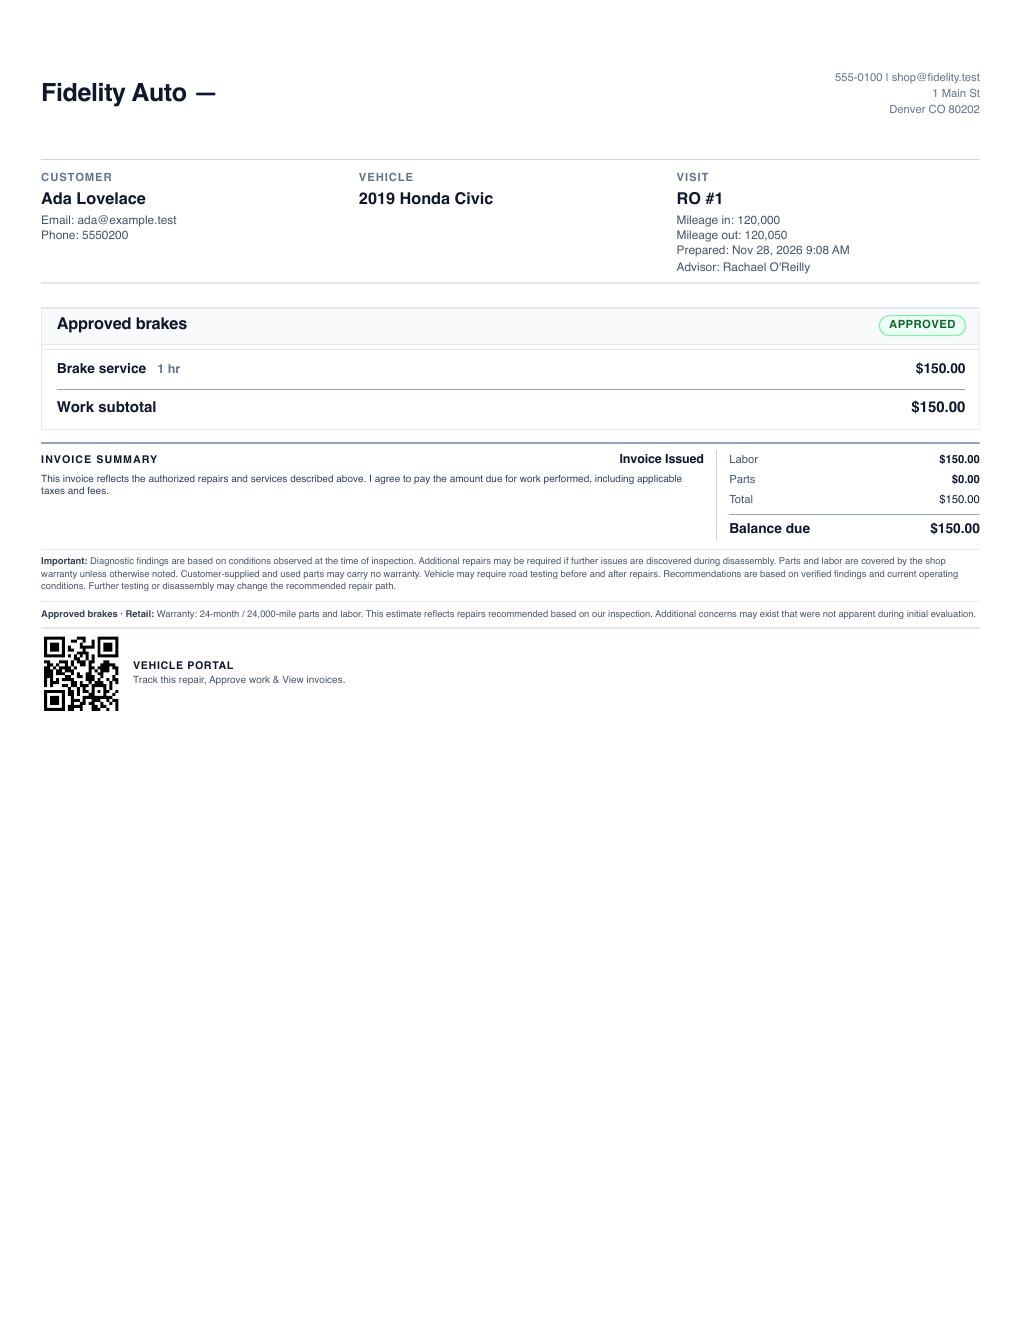 Fidelity Auto —
555-0100 | shop@fidelity.test
1 Main St
Denver CO 80202
CUSTOMER
Ada Lovelace
Email: ada@example.test
Phone: 5550200
VEHICLE
2019 Honda Civic
VISIT
RO #1
Mileage in: 120,000
Mileage out: 120,050
Prepared: Nov 28, 2026 9:08 AM
Advisor: Rachael O'Reilly
Approved brakes APPROVED
Brake service 1 hr $150.00
Work subtotal $150.00
INVOICE SUMMARY Invoice Issued
This invoice reflects the authorized repairs and services described above. I agree to pay the amount due for work performed, including applicable
taxes and fees.
Labor $150.00
Parts $0.00
Total $150.00
Balance due $150.00
Important: Diagnostic findings are based on conditions observed at the time of inspection. Additional repairs may be required if further issues are discovered during disassembly. Parts and labor are covered by the shop
warranty unless otherwise noted. Customer-supplied and used parts may carry no warranty. Vehicle may require road testing before and after repairs. Recommendations are based on verified findings and current operating
conditions. Further testing or disassembly may change the recommended repair path.
Approved brakes · Retail: Warranty: 24-month / 24,000-mile parts and labor. This estimate reflects repairs recommended based on our inspection. Additional concerns may exist that were not apparent during initial evaluation.
VEHICLE PORTAL
Track this repair, Approve work & View invoices.